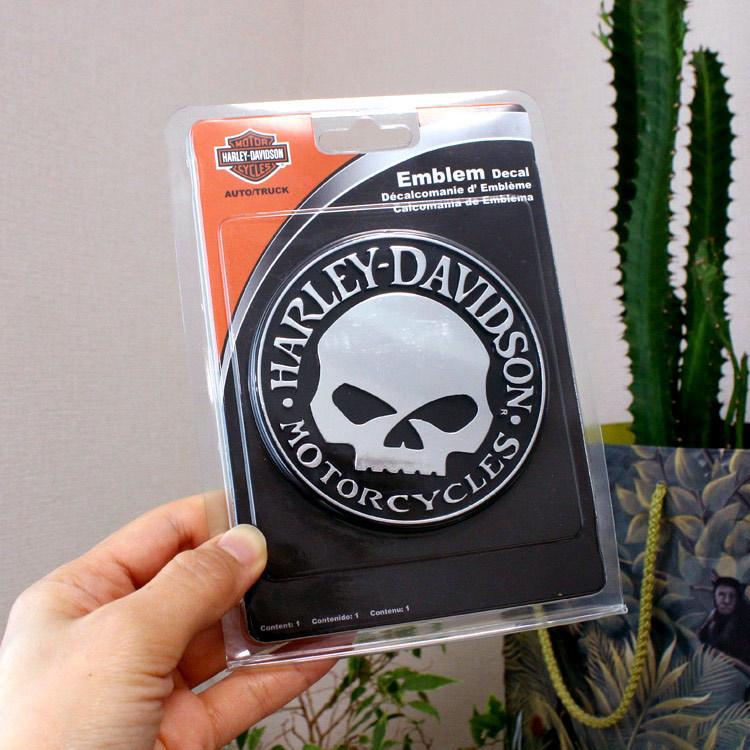 MOTOR
HARLEY-DAVIDSON
CYCLES
AUTO/TRUCK
Emblem Decal
Décalcomanie d' Emblème
Calcomanía de Emblema
HARLEY-DAVIDSON
MOTORCYCLES
R
Content: 1 Contenido: 1 Contenu: 1